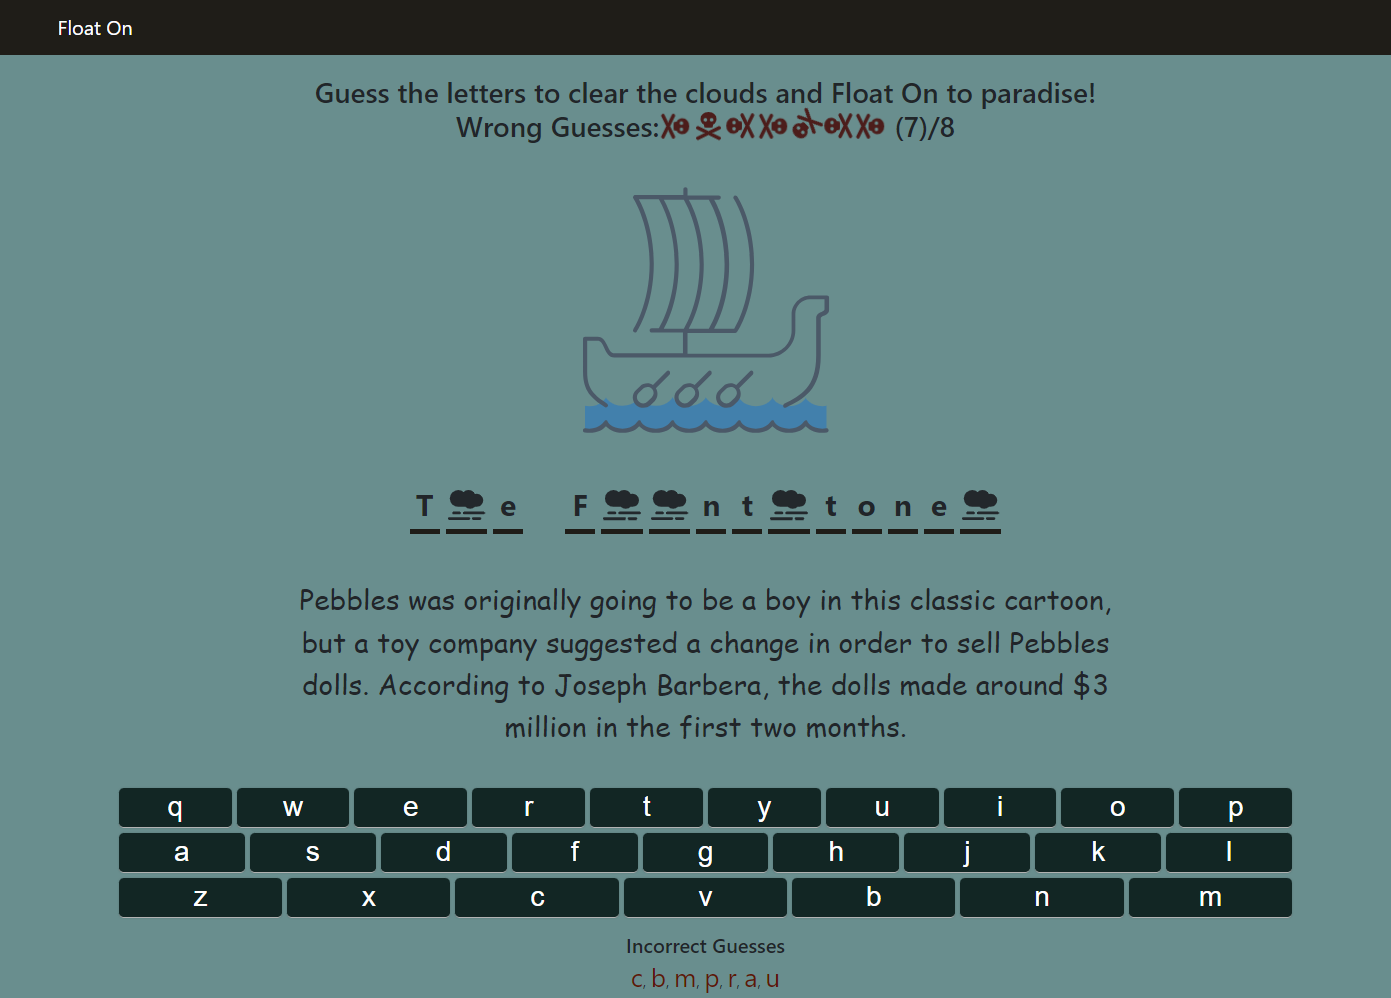 Float On
Guess the letters to clear the clouds and Float On to paradise!
Wrong Guesses: (7)/8
T e F n t t o n e
Pebbles was originally going to be a boy in this classic cartoon,
but a toy company suggested a change in order to sell Pebbles
dolls. According to Joseph Barbera, the dolls made around $3
million in the first two months.
q w e r t y u i o p
a s d f g h j k l
z x c v b n m
Incorrect Guesses
c, b, m, p, r, a, u